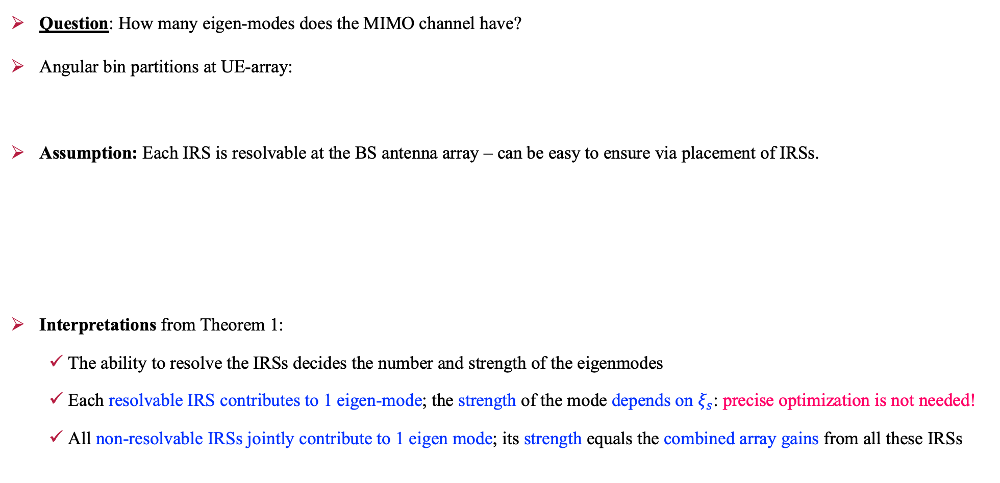 Question: How many eigen-modes does the MIMO channel have?
Angular bin partitions at UE-array:
Assumption: Each IRS is resolvable at the BS antenna array – can be easy to ensure via placement of IRSs.
Interpretations from Theorem 1:
The ability to resolve the IRSs decides the number and strength of the eigenmodes
Each resolvable IRS contributes to 1 eigen-mode; the strength of the mode depends on ξₛ: precise optimization is not needed!
All non-resolvable IRSs jointly contribute to 1 eigen mode; its strength equals the combined array gains from all these IRSs